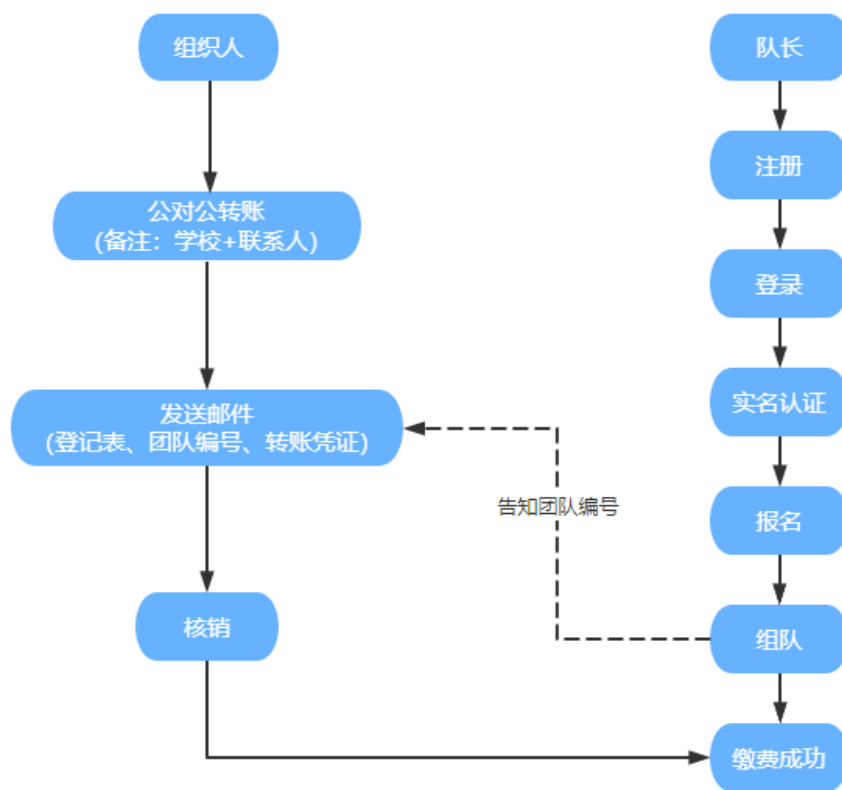 组织人
公对公转账
(备注：学校+联系人)
发送邮件
(登记表、团队编号、转账凭证)
核销
告知团队编号
队长
注册
登录
实名认证
报名
组队
缴费成功